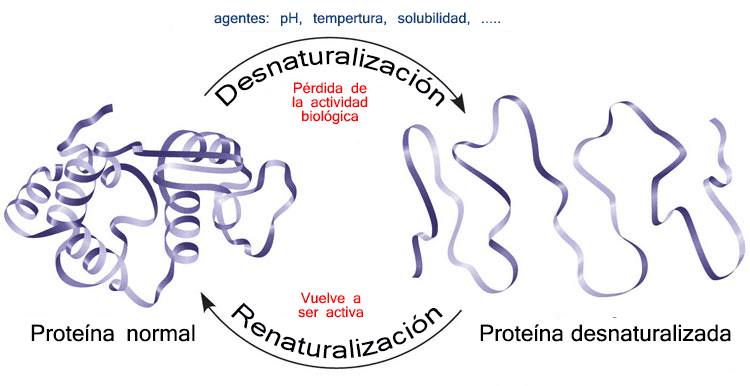 agentes: pH, tempertura, solubilidad, .....
Desnaturalización
Pérdida de
la actividad
biológica
Vuelve a
ser activa
Renaturalización
Proteína normal
Proteína desnaturalizada